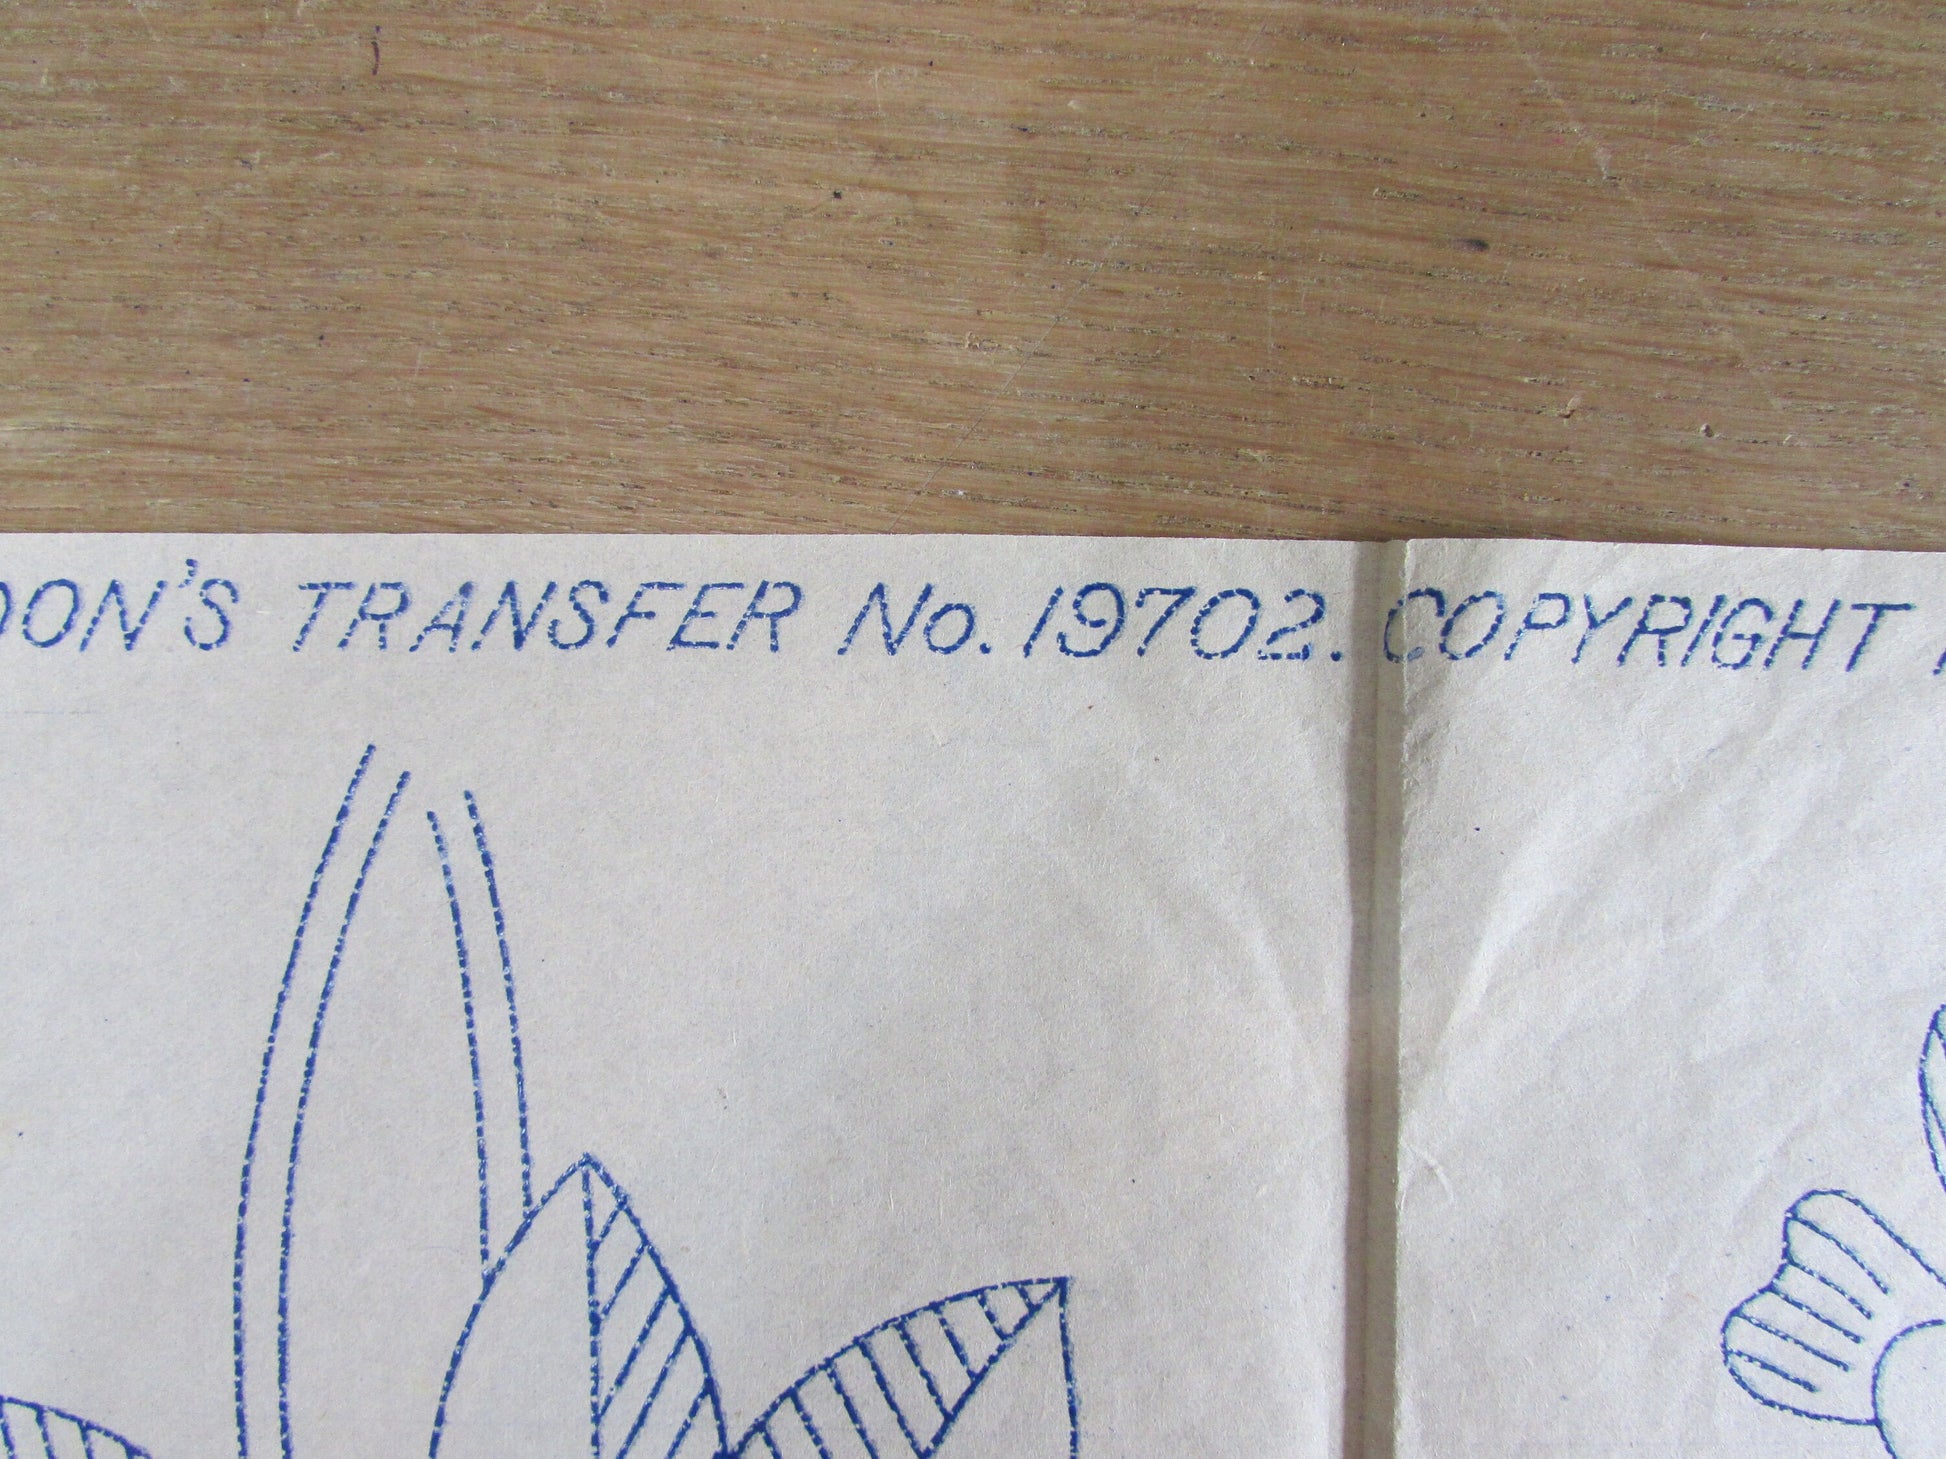 DON'S TRANSFER No. 19702. COPYRIGHT